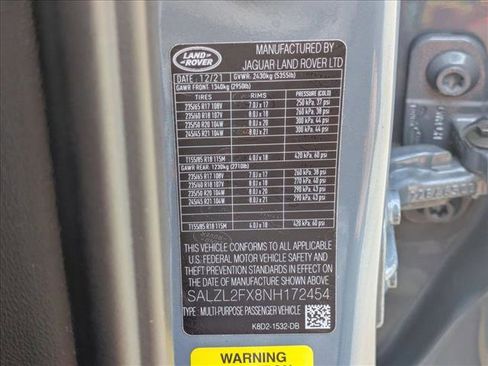 LAND
ROVER
MANUFACTURED BY
JAGUAR LAND ROVER LTD
DATE 12/21 GVWR: 2430kg (5355lb)
GAWR FRONT: 1340kg (2950lb)
TIRES RIMS PRESSURE (COLD)
235/65 R17 108V 7.0J x 17 250 kPa, 37 psi
235/60 R18 107V 8.0J x 18 260 kPa, 38 psi
235/50 R20 104W 8.0J x 20 300 kPa, 44 psi
245/45 R21 104W 8.0J x 21 300 kPa, 44 psi
T155/85 R18 115M 4.0J x 18 420 kPa, 60 psi
GAWR REAR: 1230kg (2710lb)
235/65 R17 108V 7.0J x 17 260 kPa, 38 psi
235/60 R18 107V 8.0J x 18 270 kPa, 40 psi
235/50 R20 104W 8.0J x 20 290 kPa, 43 psi
245/45 R21 104W 8.0J x 21 290 kPa, 43 psi
T155/85 R18 115M 4.0J x 18 420 kPa, 60 psi
THIS VEHICLE CONFORMS TO ALL APPLICABLE
U.S. FEDERAL MOTOR VEHICLE SAFETY
AND THEFT PREVENTION STANDARDS IN EFFECT
ON THE DATE OF MANUFACTURE SHOWN ABOVE.
SALZL2FX8NH172454
TYPE: MULTI-PURPOSE PASSENGER VEHICLE
K8D2-1532-DB
WARNING